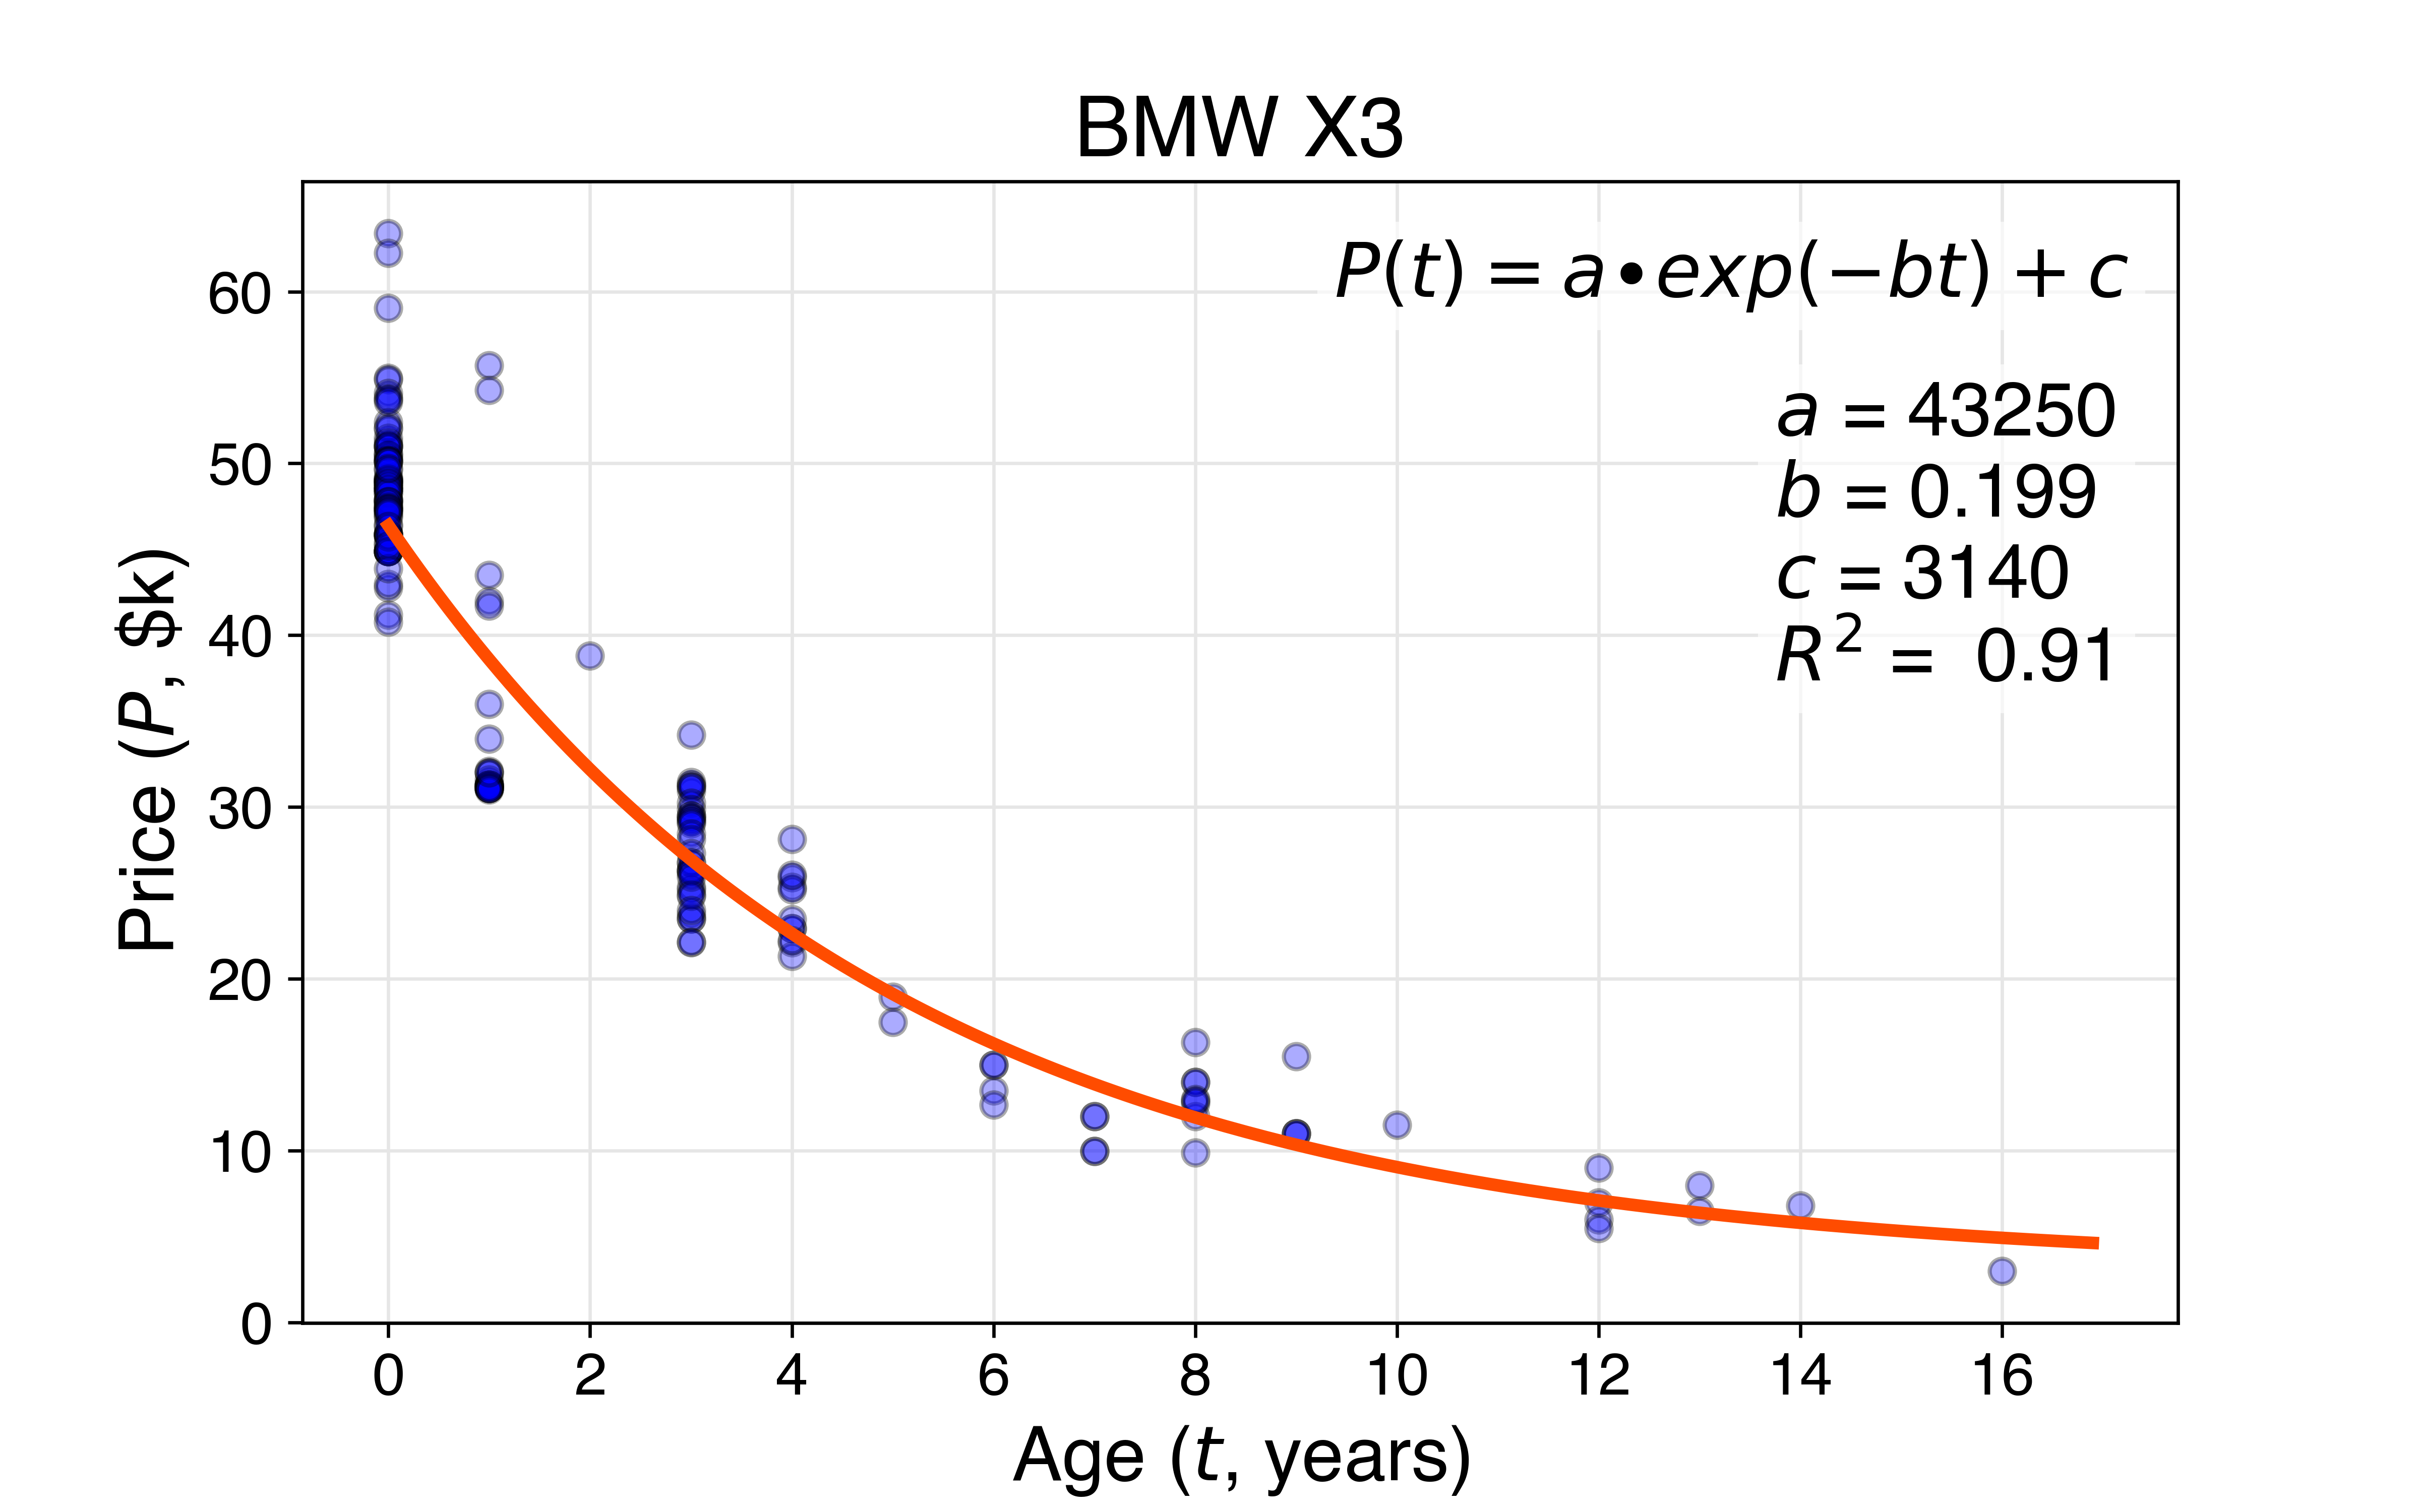 BMW X3
P(t) = a•exp(−bt) + c
a = 43250
b = 0.199
c = 3140
R² = 0.91
Price (P, $k)
60
50
40
30
20
10
0
0 2 4 6 8 10 12 14 16
Age (t, years)